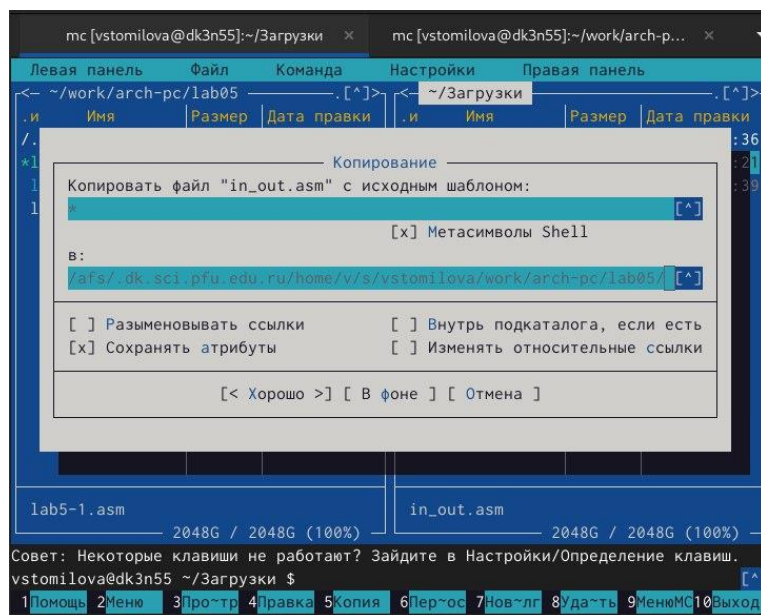 mc [vstomilova@dk3n55]:~/Загрузки × mc [vstomilova@dk3n55]:~/work/arch-p... ×
Левая панель Файл Команда Настройки Правая панель
<— ~/work/arch-pc/lab05 .[^]> <— ~/Загрузки .[^]>
.и Имя Размер Дата правки .и Имя Размер Дата правки
/. :36
*l :21
l :39
l
Копирование
Копировать файл "in_out.asm" с исходным шаблоном:
* [^]
[x] Метасимволы Shell
в:
/afs/.dk.sci.pfu.edu.ru/home/v/s/vstomilova/work/arch-pc/lab05/ [^]
[ ] Разыменовывать ссылки [ ] Внутрь подкаталога, если есть
[x] Сохранять атрибуты [ ] Изменять относительные ссылки
[< Хорошо >] [ В фоне ] [ Отмена ]
lab5-1.asm in_out.asm
2048G / 2048G (100%) 2048G / 2048G (100%)
Совет: Некоторые клавиши не работают? Зайдите в Настройки/Определение клавиш.
vstomilova@dk3n55 ~/Загрузки $ [^
1Помощь 2Меню 3Про~тр 4Правка 5Копия 6Пер~ос 7Нов~лг 8Уда~ть 9МенюMC 10Выход